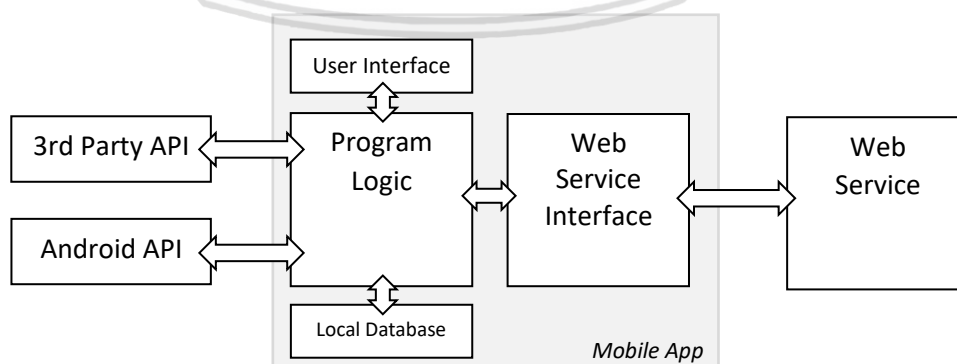 User Interface
3rd Party API
Program
Logic
Web
Service
Interface
Web
Service
Android API
Local Database
Mobile App